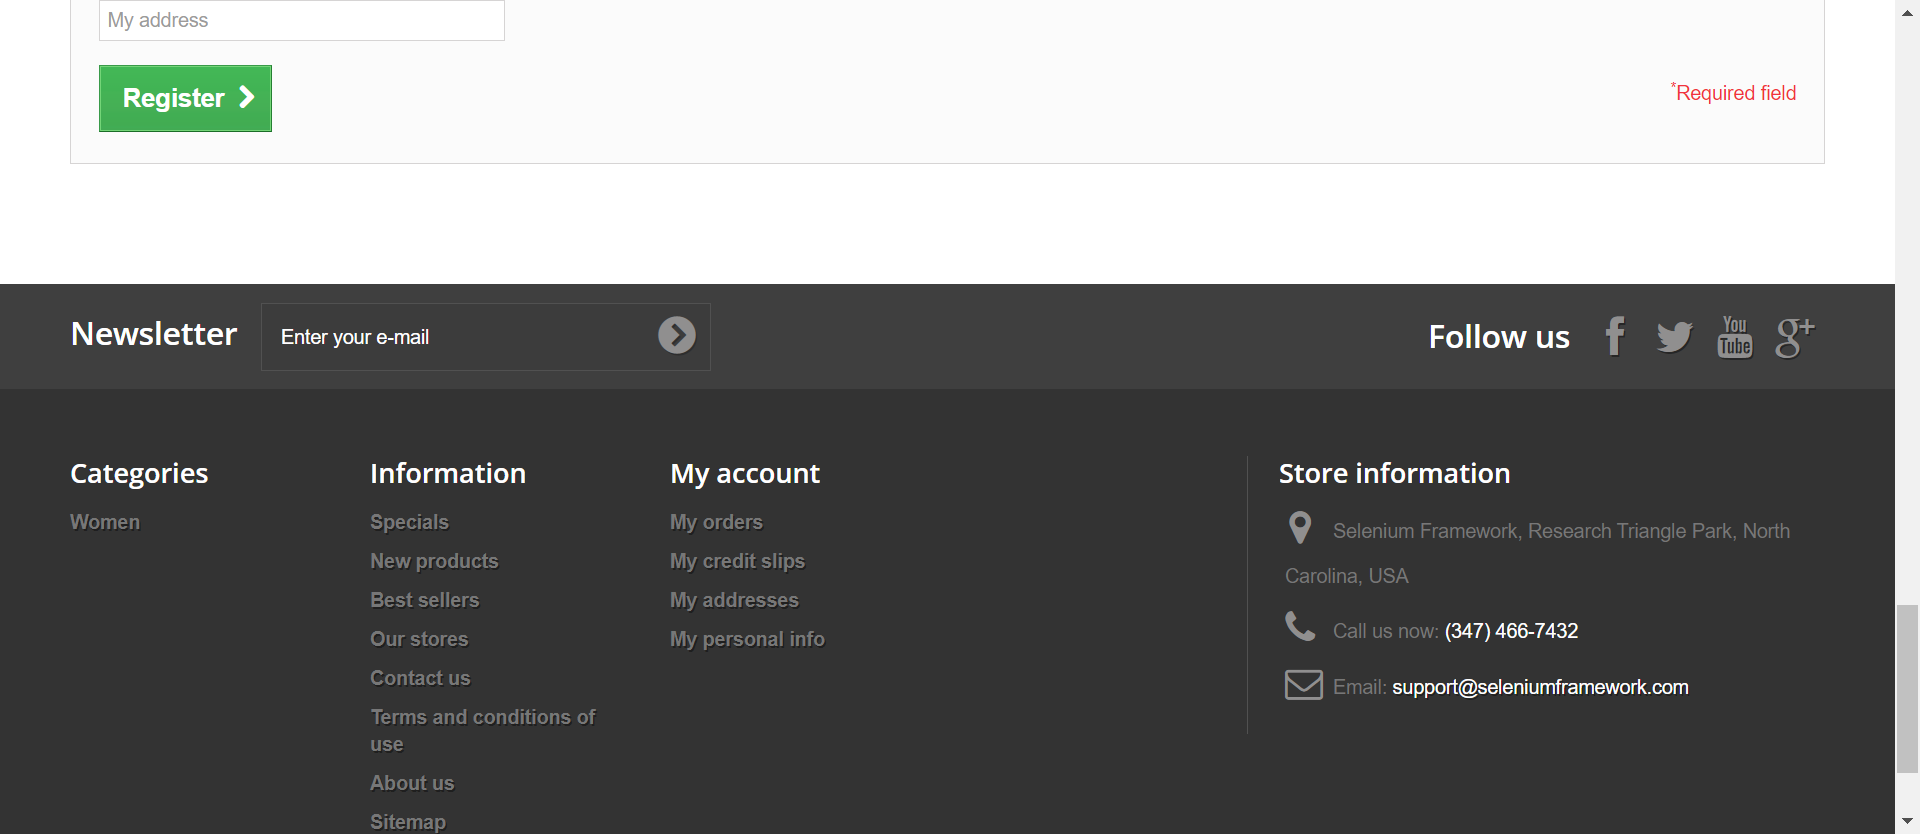 My address
Register
*Required field
Newsletter
Enter your e-mail
Follow us
You
Tube
g+
Categories
Women
Information
Specials
New products
Best sellers
Our stores
Contact us
Terms and conditions of
use
About us
Sitemap
My account
My orders
My credit slips
My addresses
My personal info
Store information
Selenium Framework, Research Triangle Park, North
Carolina, USA
Call us now: (347) 466-7432
Email: support@seleniumframework.com